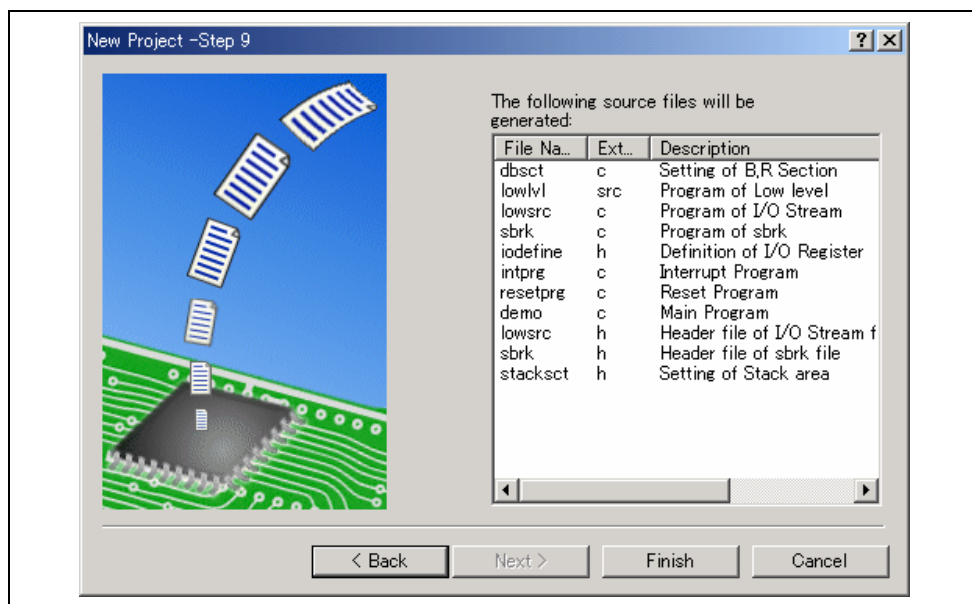 New Project -Step 9
The following source files will be
generated:
File Na... Ext... Description
dbsct c Setting of B,R Section
lowlvl src Program of Low level
lowsrc c Program of I/O Stream
sbrk c Program of sbrk
iodefine h Definition of I/O Register
intprg c Interrupt Program
resetprg c Reset Program
demo c Main Program
lowsrc h Header file of I/O Stream f
sbrk h Header file of sbrk file
stacksct h Setting of Stack area
< Back Next > Finish Cancel